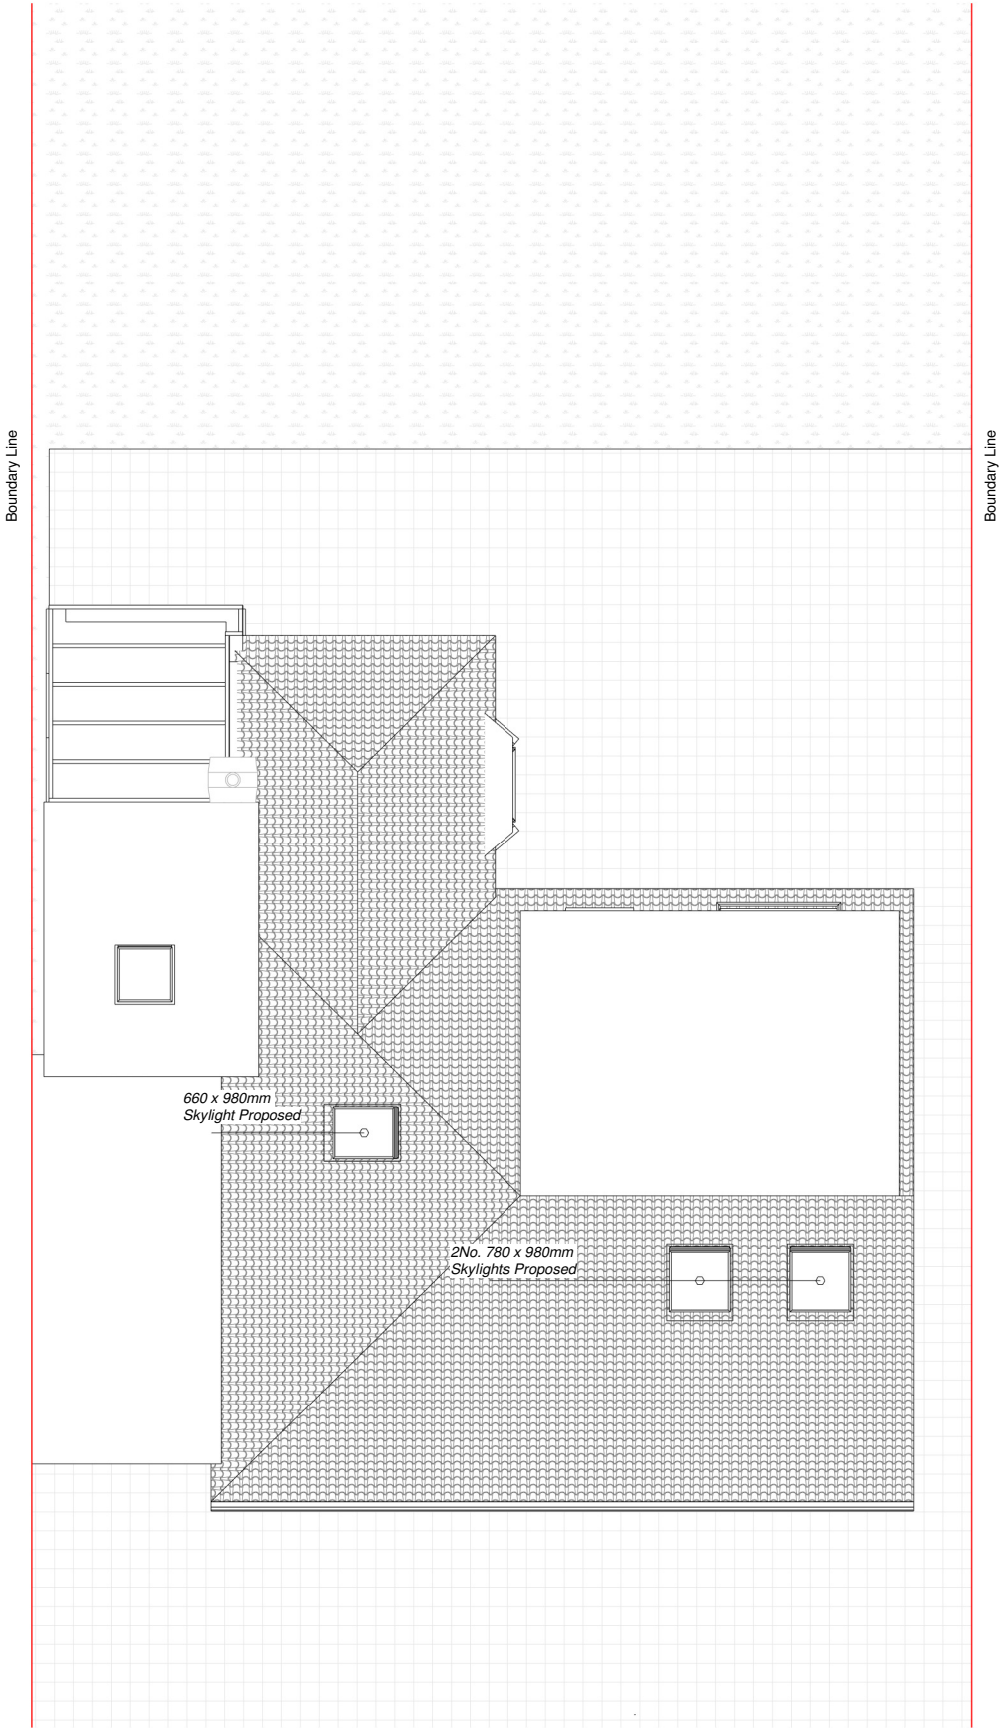 Boundary Line
Boundary Line
660 x 980mm
Skylight Proposed
2No. 780 x 980mm
Skylights Proposed